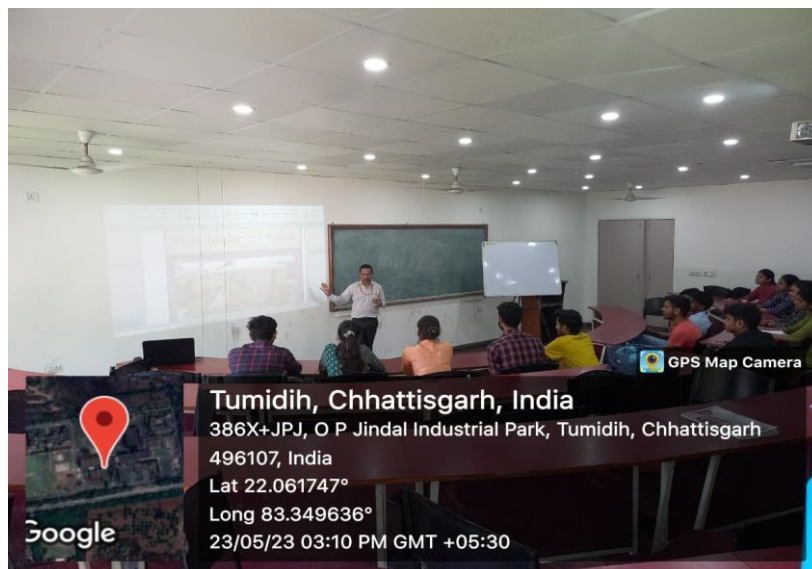 GPS Map Camera
Tumidih, Chhattisgarh, India
386X+JPJ, O P Jindal Industrial Park, Tumidih, Chhattisgarh
496107, India
Lat 22.061747°
Long 83.349636°
23/05/23 03:10 PM GMT +05:30
Google